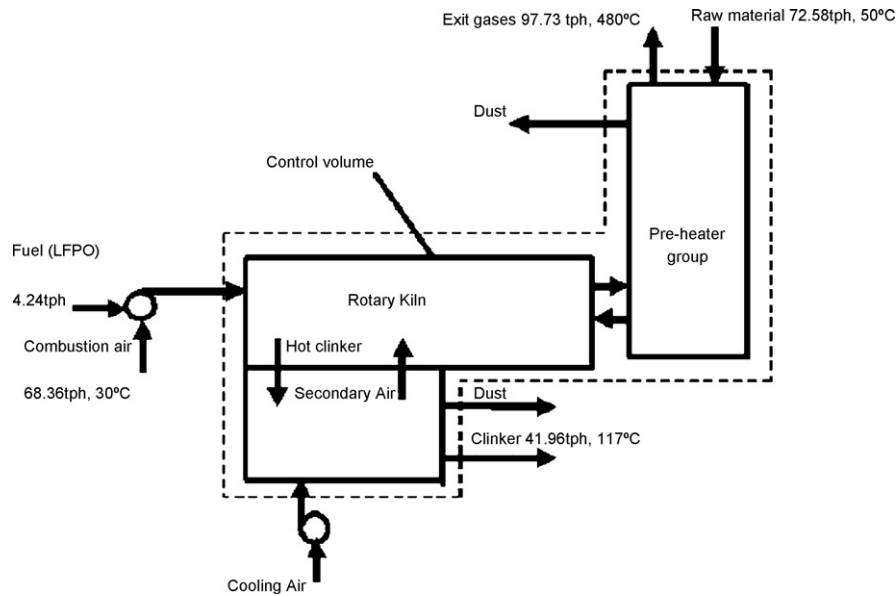 Exit gases 97.73 tph, 480ºC
Raw material 72.58tph, 50ºC
Dust
Control volume
Pre-heater
group
Fuel (LFPO)
Rotary Kiln
4.24tph
Combustion air
Hot clinker
68.36tph, 30ºC
Secondary Air
Dust
Clinker 41.96tph, 117ºC
Cooling Air